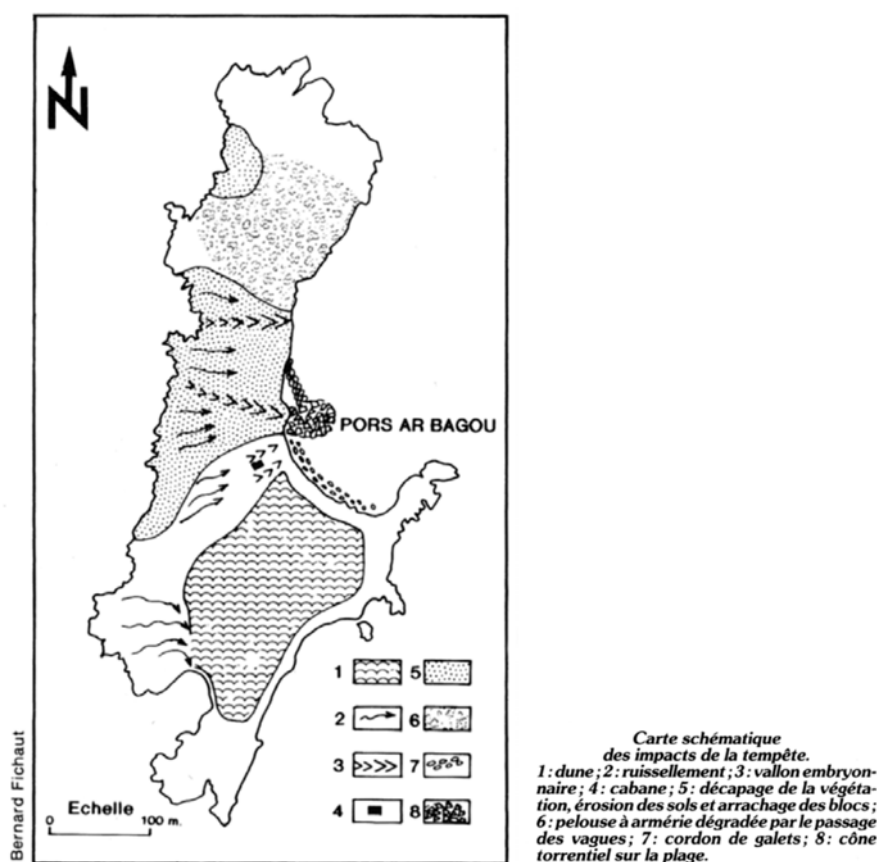 N
PORS AR BAGOU
1 5
2 6
3 7
4 8
Echelle
0 100 m.
Bernard Fichaut
Carte schématique
des impacts de la tempête.
1 : dune ; 2 : ruissellement ; 3 : vallon embryon-
naire ; 4 : cabane ; 5 : décapage de la végéta-
tion, érosion des sols et arrachage des blocs ;
6 : pelouse à armérie dégradée par le passage
des vagues ; 7 : cordon de galets ; 8 : cône
torrentiel sur la plage.